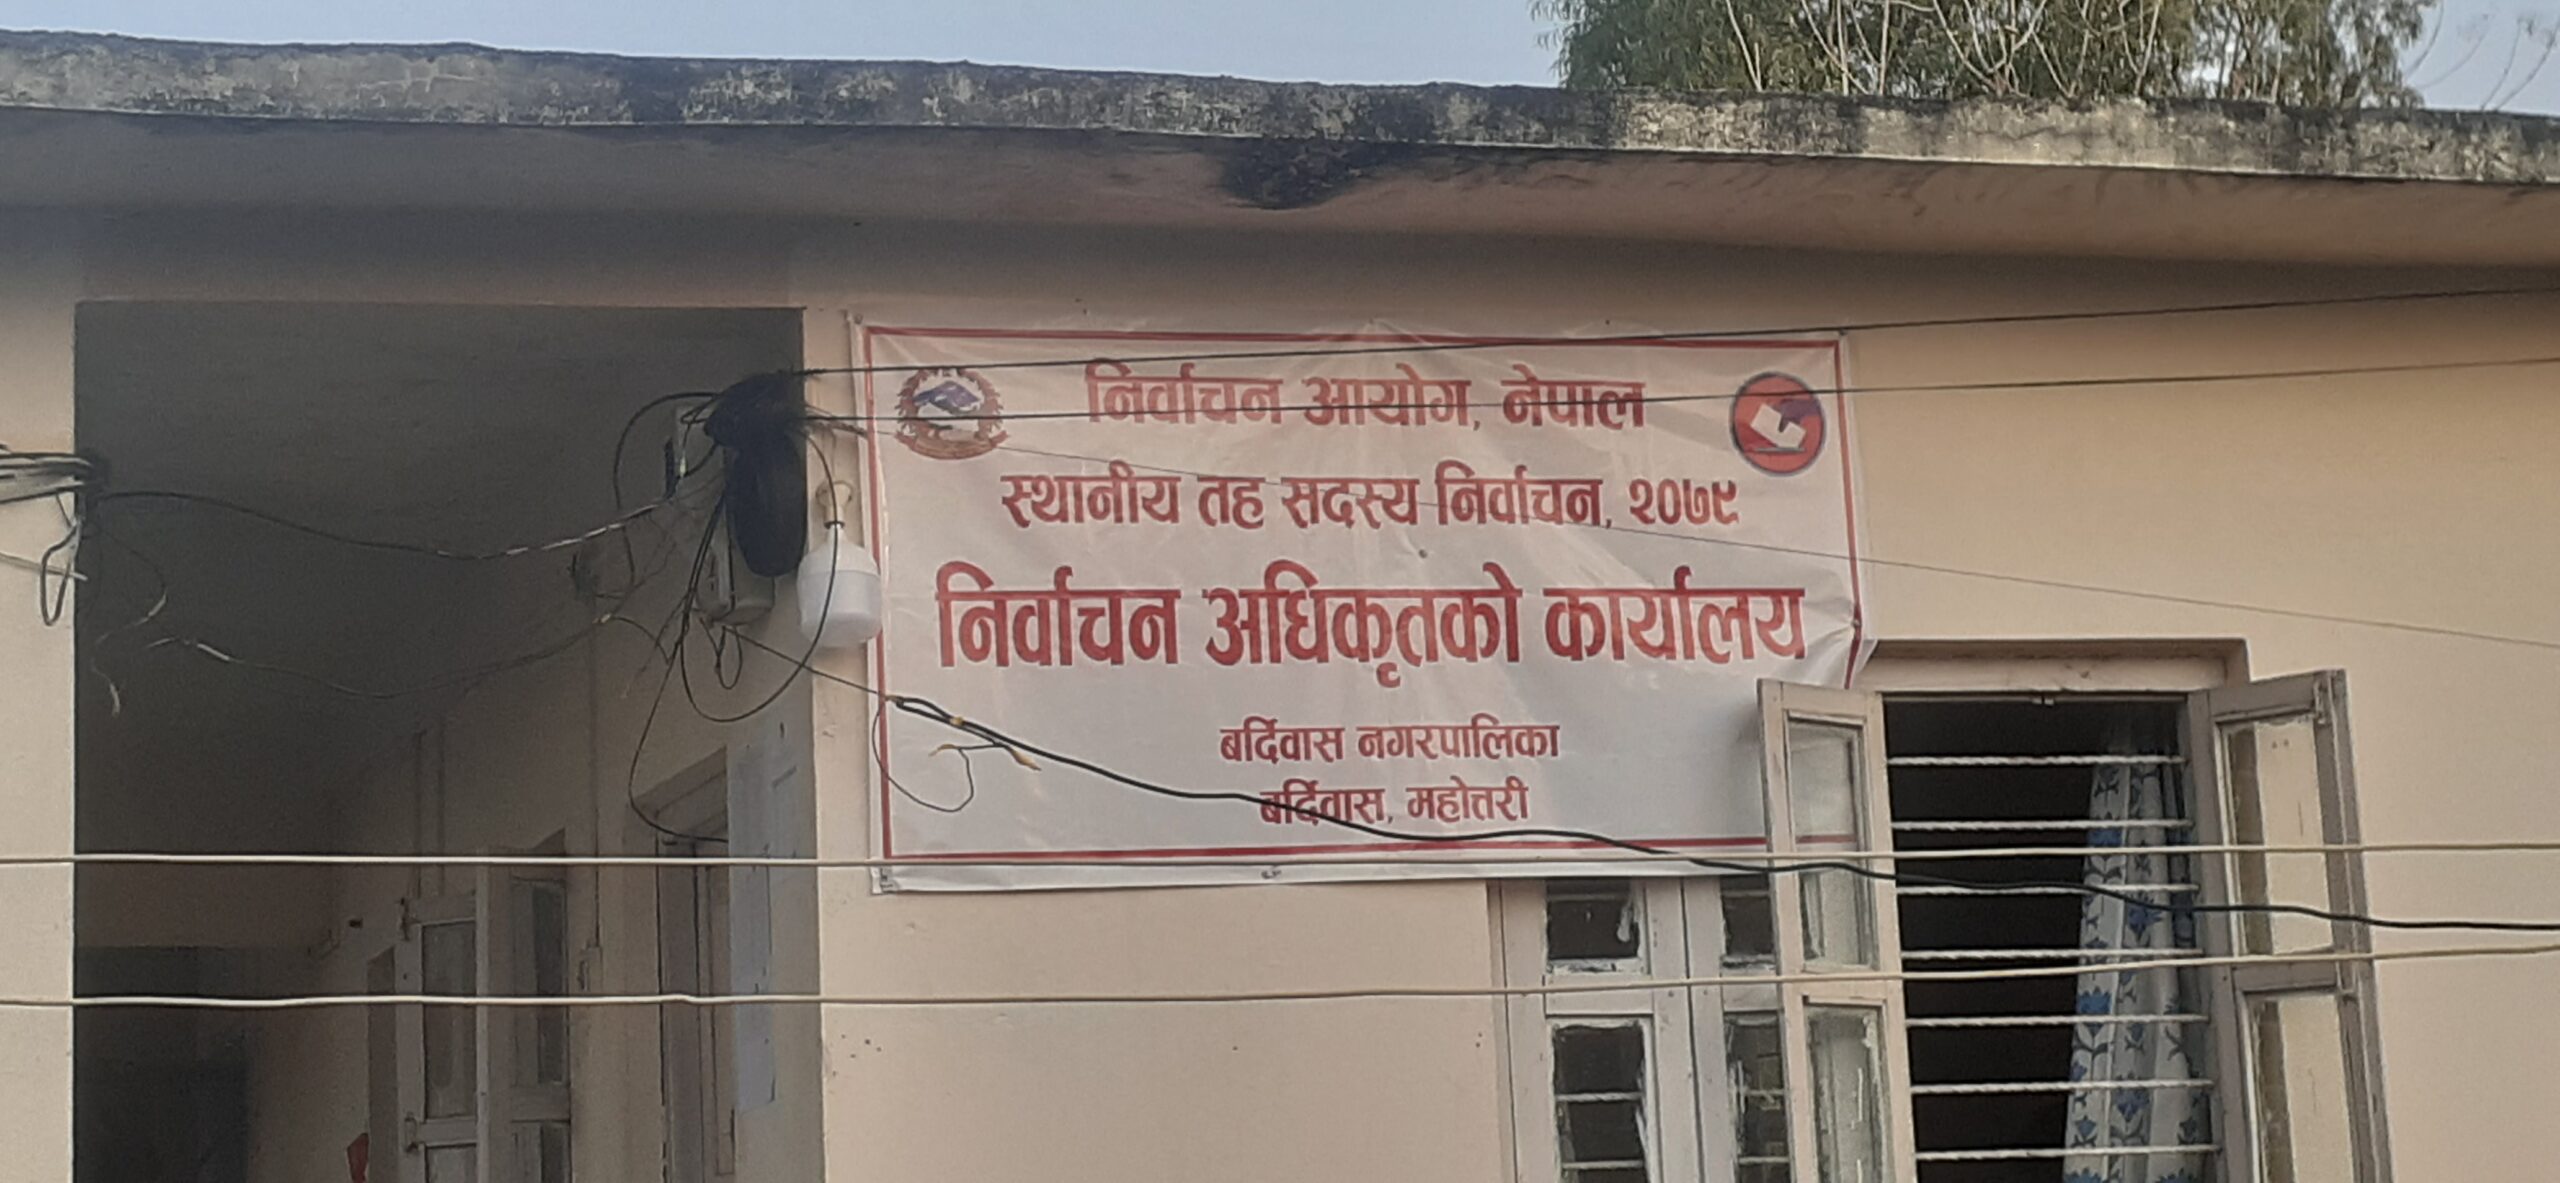 निर्वाचन आयोग, नेपाल
स्थानीय तह सदस्य निर्वाचन, २०७९
निर्वाचन अधिकृतको कार्यालय
बर्दिवास नगरपालिका
बर्दिवास, महोत्तरी